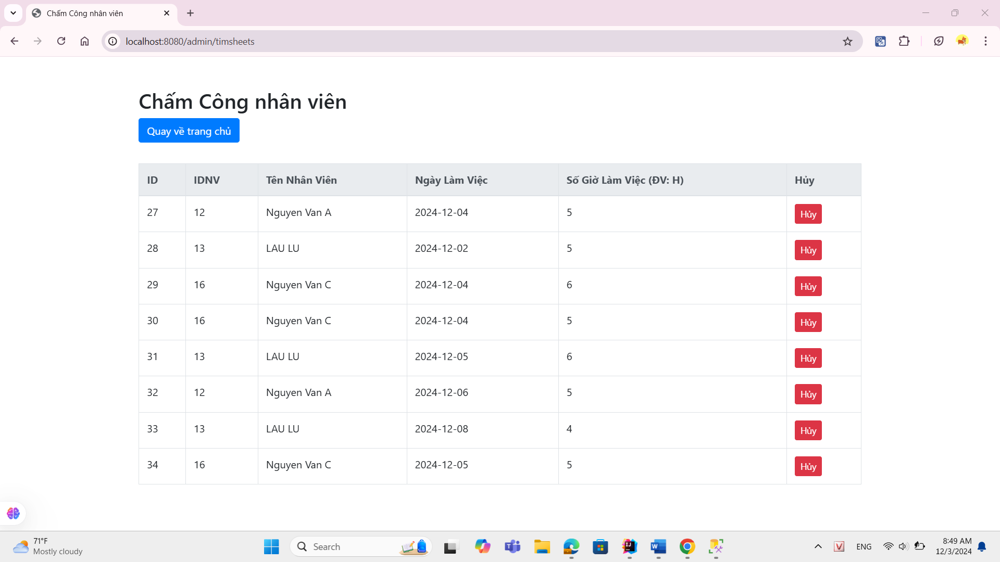 Chấm Công nhân viên
localhost:8080/admin/timsheets
Chấm Công nhân viên
Quay về trang chủ
ID IDNV Tên Nhân Viên Ngày Làm Việc Số Giờ Làm Việc (ĐV: H) Hủy
27 12 Nguyen Van A 2024-12-04 5 Hủy
28 13 LAU LU 2024-12-02 5 Hủy
29 16 Nguyen Van C 2024-12-04 6 Hủy
30 16 Nguyen Van C 2024-12-04 5 Hủy
31 13 LAU LU 2024-12-05 6 Hủy
32 12 Nguyen Van A 2024-12-06 5 Hủy
33 13 LAU LU 2024-12-08 4 Hủy
34 16 Nguyen Van C 2024-12-05 5 Hủy
71°F
Mostly cloudy
Search
ENG
8:49 AM
12/3/2024